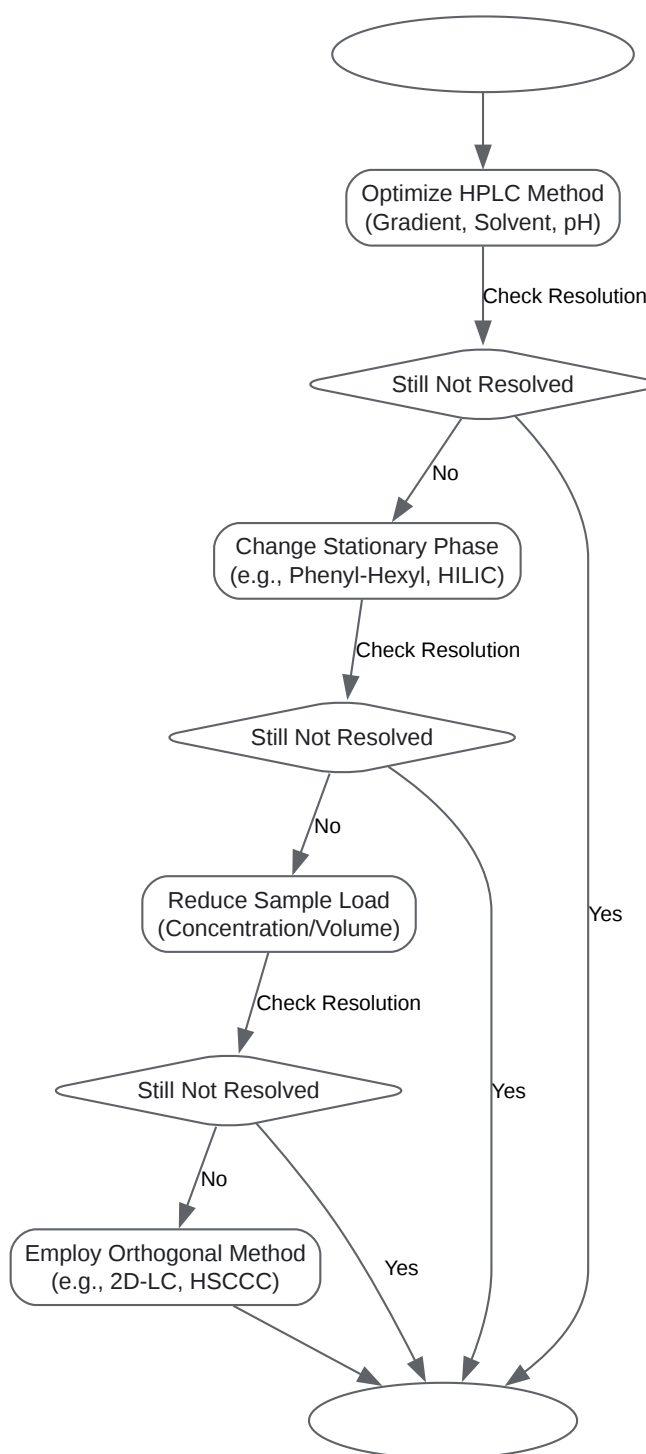 Optimize HPLC Method
(Gradient, Solvent, pH)
Check Resolution
Still Not Resolved
No
Change Stationary Phase
(e.g., Phenyl-Hexyl, HILIC)
Check Resolution
Still Not Resolved
No
Reduce Sample Load
(Concentration/Volume)
Yes
Check Resolution
Still Not Resolved
Yes
No
Employ Orthogonal Method
(e.g., 2D-LC, HSCCC)
Yes